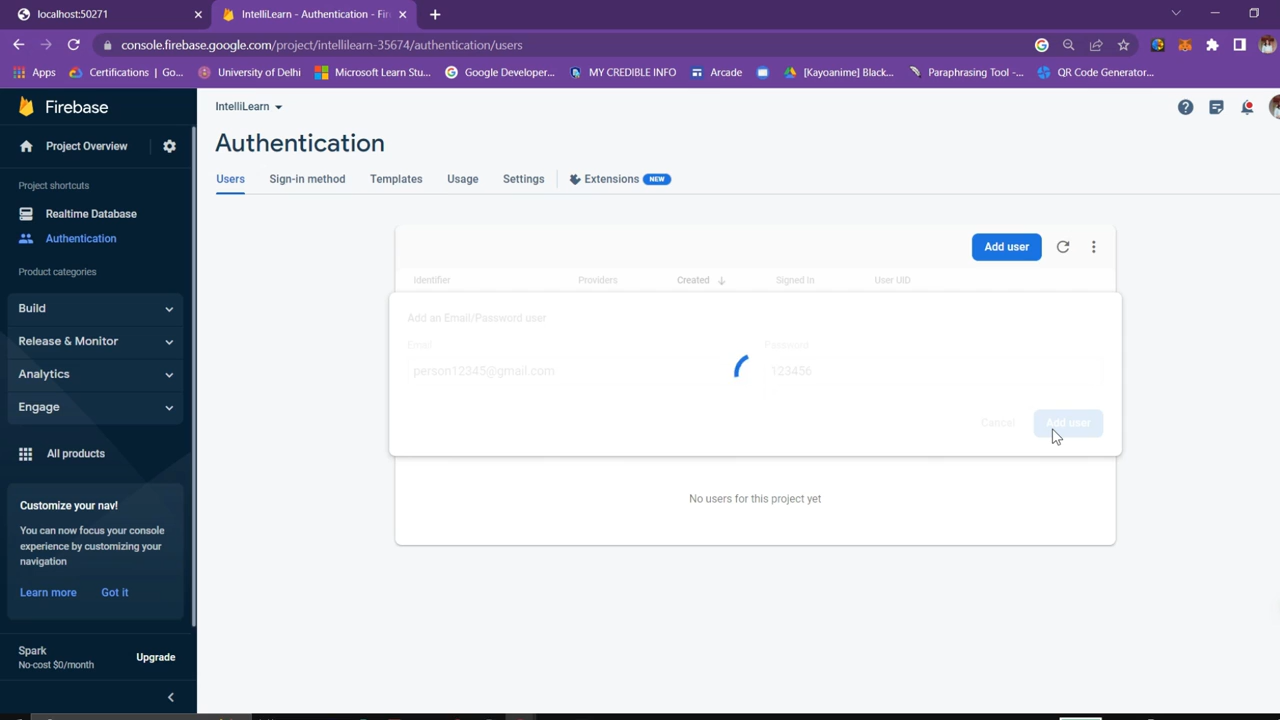 localhost:50271
IntelliLearn - Authentication - Fir
console.firebase.google.com/project/intellilearn-35674/authentication/users
Apps
Certifications | Go...
University of Delhi
Microsoft Learn Stu...
Google Developer...
MY CREDIBLE INFO
Arcade
[Kayoanime] Black...
Paraphrasing Tool -...
QR Code Generator...
Firebase
Project Overview
Project shortcuts
Realtime Database
Authentication
Product categories
Build
Release & Monitor
Analytics
Engage
All products
Customize your nav!
You can now focus your console
experience by customizing your
navigation
Learn more
Got it
Spark
No-cost $0/month
Upgrade
IntelliLearn
Authentication
Users
Sign-in method
Templates
Usage
Settings
Extensions
NEW
Add user
Identifier
Providers
Created
Signed In
User UID
Add an Email/Password user
Email
Password
person12345@gmail.com
123456
Cancel
Add user
No users for this project yet